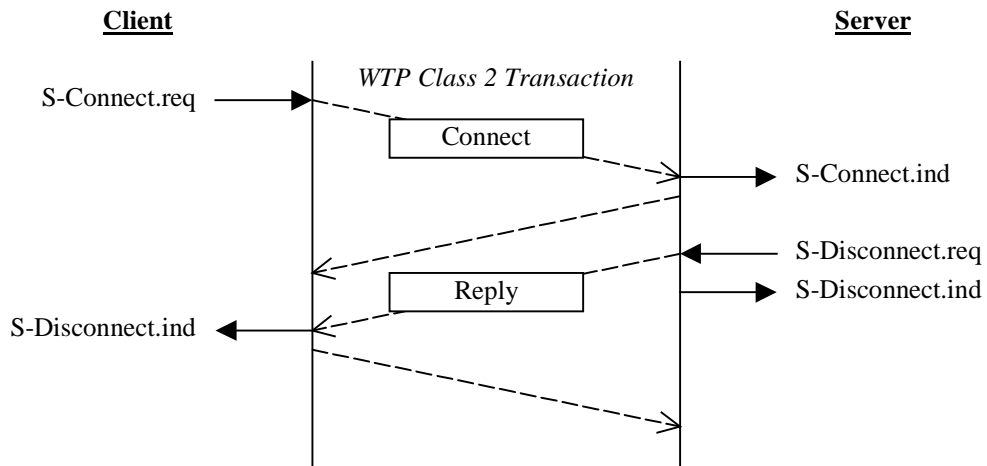 Client
Server
WTP Class 2 Transaction
S-Connect.req
Connect
S-Connect.ind
S-Disconnect.req
Reply
S-Disconnect.ind
S-Disconnect.ind